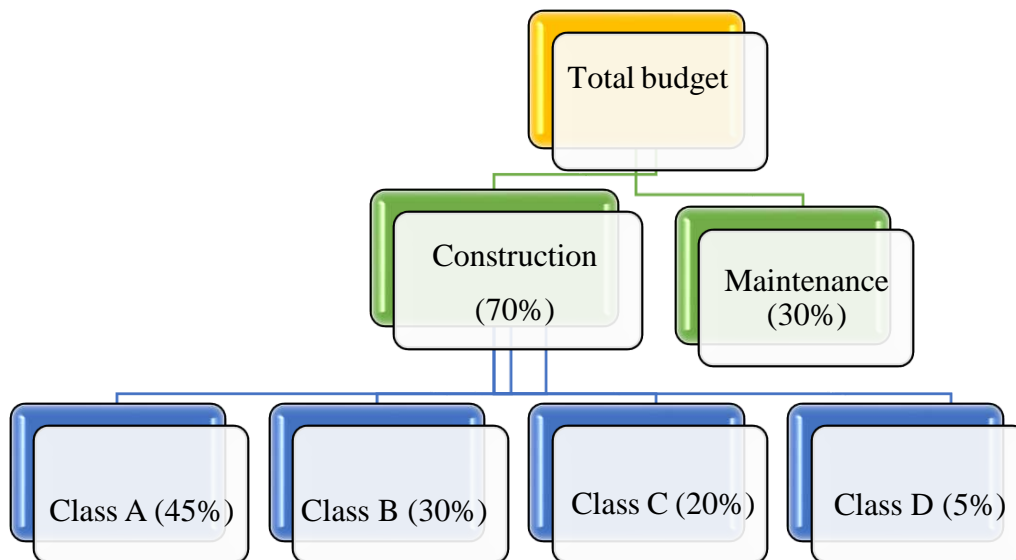 Total budget
Construction
(70%)
Maintenance
(30%)
Class A (45%)
Class B (30%)
Class C (20%)
Class D (5%)